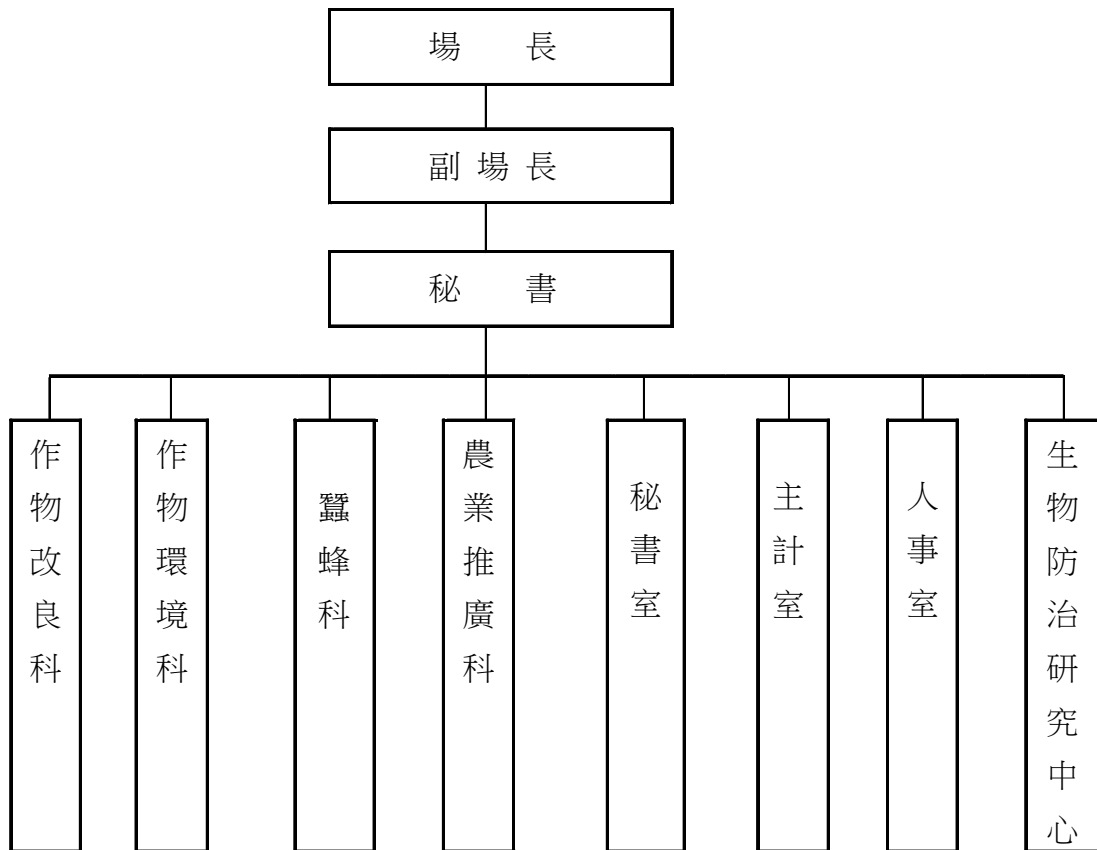 場長
副場長
秘書
作物改良科
作物環境科
蠶蜂科
農業推廣科
秘書室
主計室
人事室
生物防治研究中心